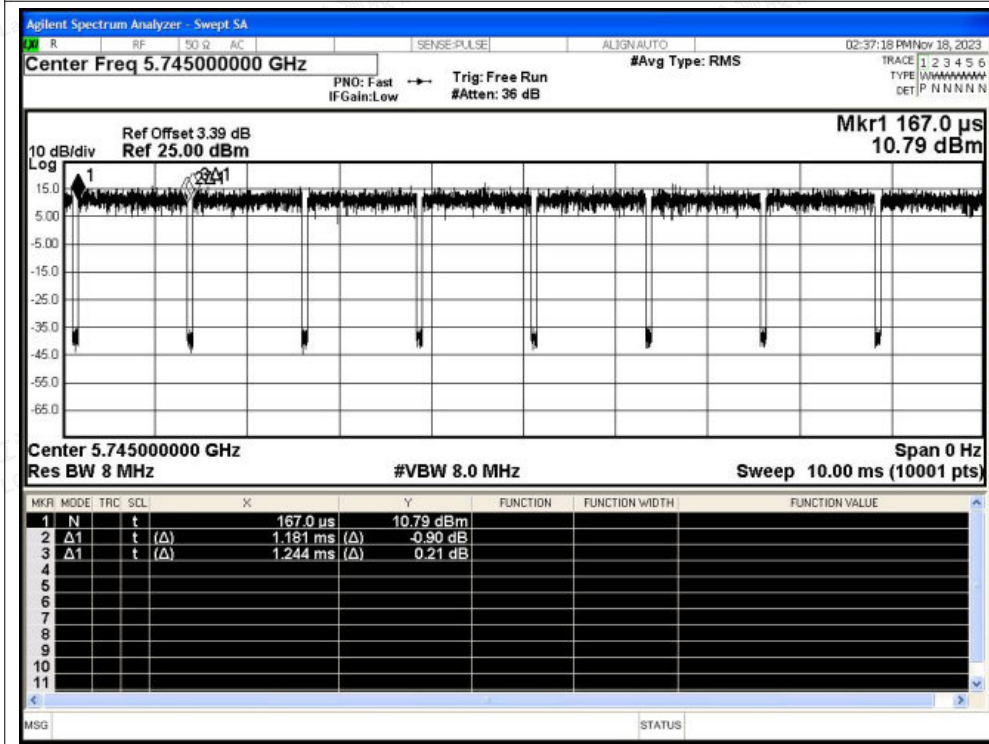 Agilent Spectrum Analyzer - Swept SA
LXI R RF 50 Ω AC SENSE:PULSE ALIGN AUTO 02:37:18 PM Nov 18, 2023
Center Freq 5.745000000 GHz #Avg Type: RMS TRACE 1 2 3 4 5 6
PNO: Fast Trig: Free Run TYPE WWWWWW
IFGain:Low #Atten: 36 dB DET P N N N N N
Mkr1 167.0 µs
10.79 dBm
Ref Offset 3.39 dB
10 dB/div Ref 25.00 dBm
Log
1 2Δ1 3Δ1
15.0
5.00
-5.00
-15.0
-25.0
-35.0
-45.0
-55.0
-65.0
Center 5.745000000 GHz Span 0 Hz
Res BW 8 MHz #VBW 8.0 MHz Sweep 10.00 ms (10001 pts)
MKR MODE TRC SCL X Y FUNCTION FUNCTION WIDTH FUNCTION VALUE
1 N t 167.0 µs 10.79 dBm
2 Δ1 t (Δ) 1.181 ms (Δ) -0.90 dB
3 Δ1 t (Δ) 1.244 ms (Δ) 0.21 dB
4
5
6
7
8
9
10
11
MSG STATUS